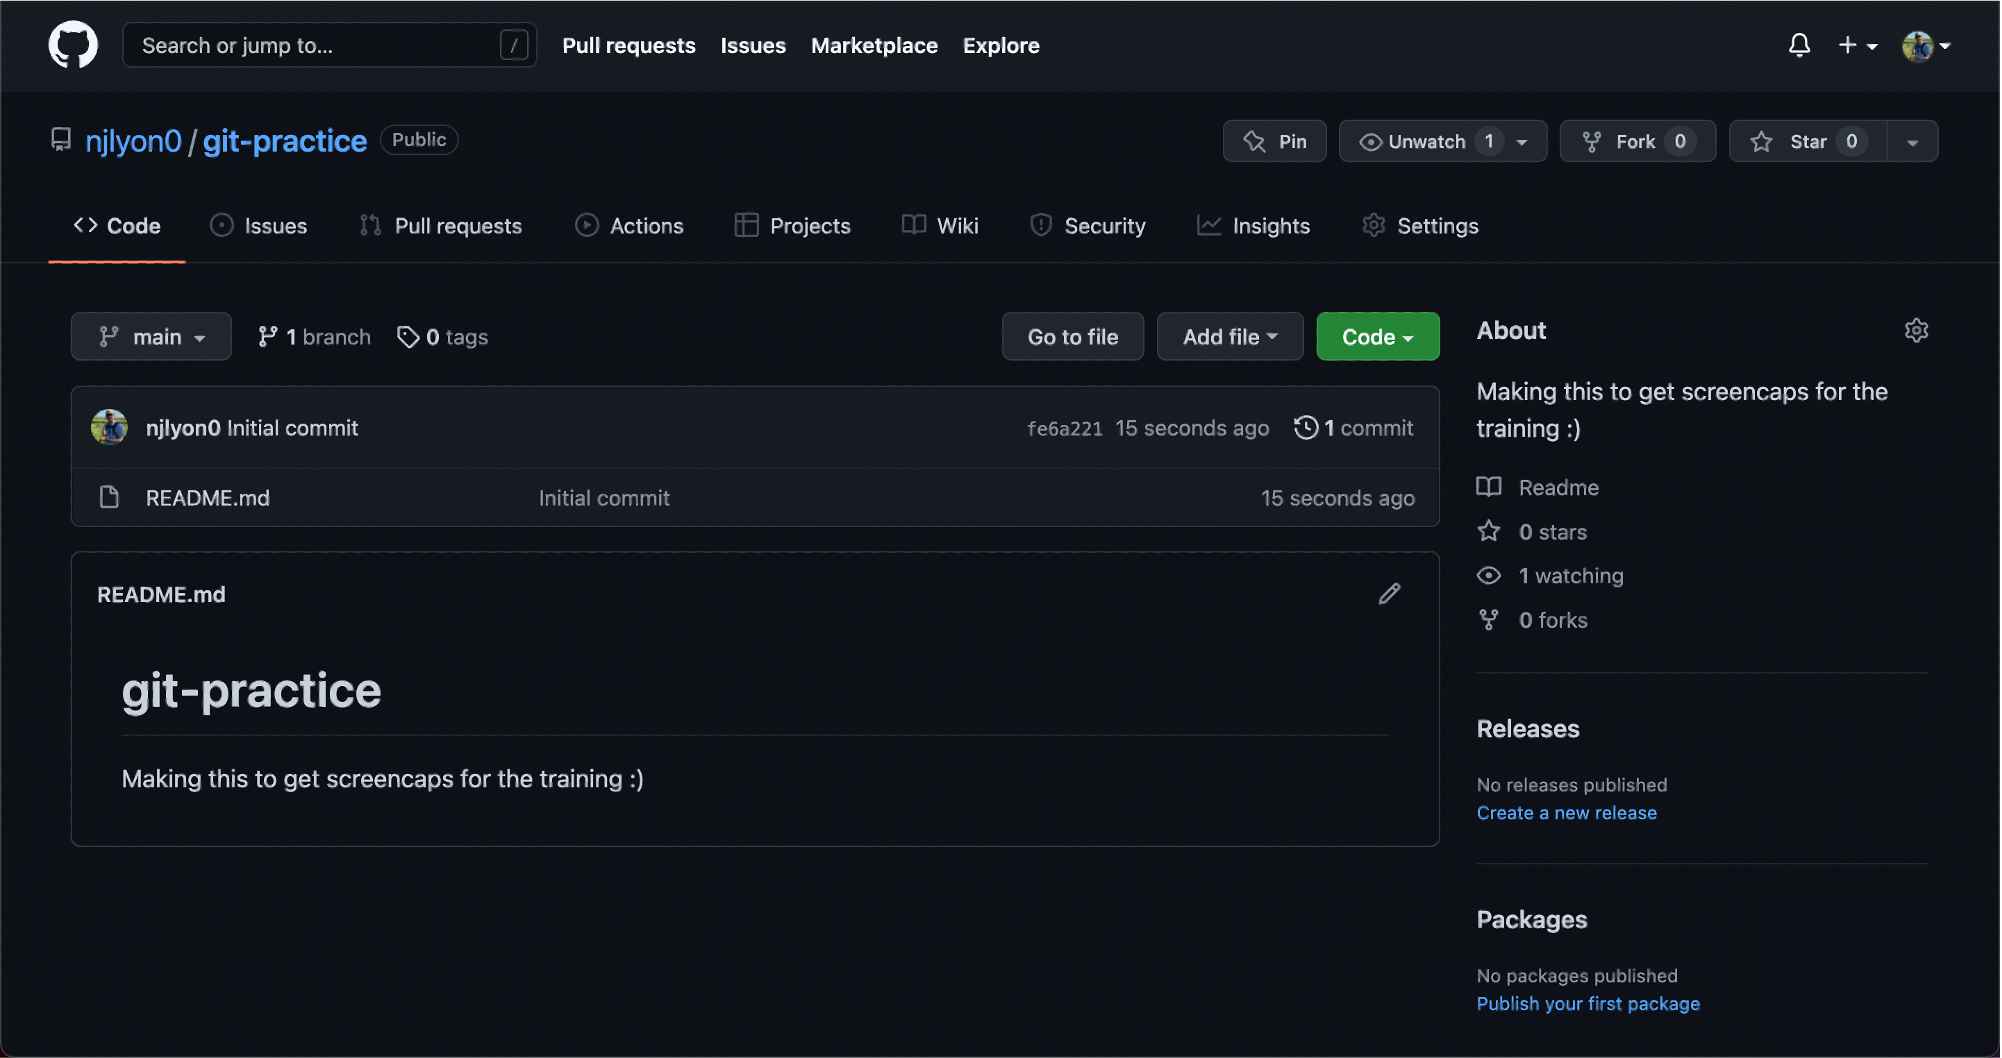 Search or jump to... / Pull requests Issues Marketplace Explore
njlyon0 / git-practice Public Pin Unwatch 1 Fork 0 Star 0
Code Issues Pull requests Actions Projects Wiki Security Insights Settings
main 1 branch 0 tags Go to file Add file Code
njlyon0 Initial commit fe6a221 15 seconds ago 1 commit
README.md Initial commit 15 seconds ago
README.md
git-practice
Making this to get screencaps for the training :)
About
Making this to get screencaps for the
training :)
Readme
0 stars
1 watching
0 forks
Releases
No releases published
Create a new release
Packages
No packages published
Publish your first package